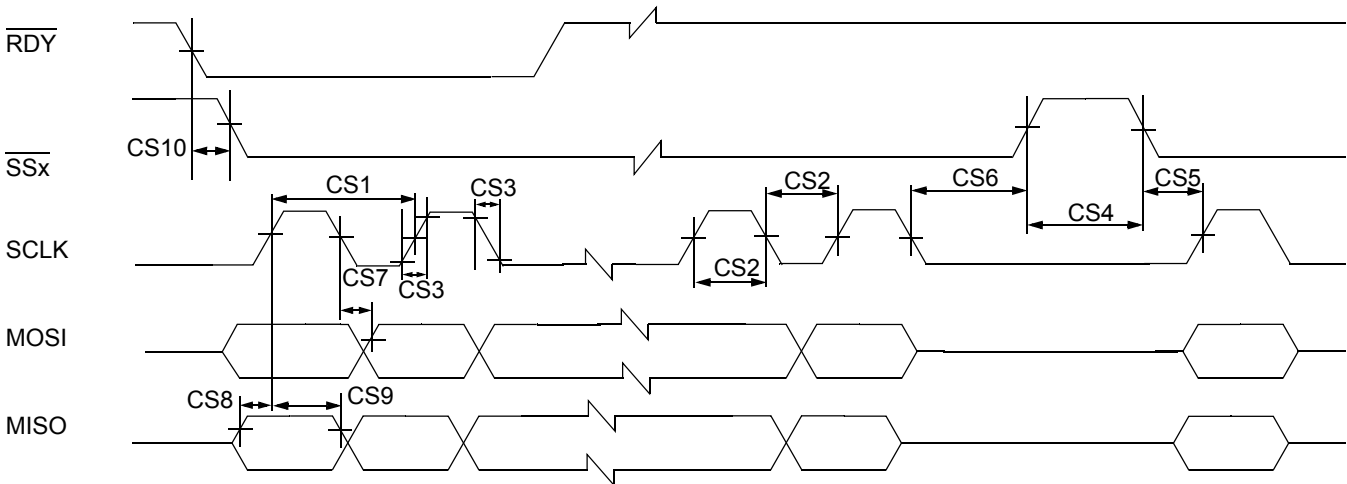 RDY
CS10
SSx
CS1
CS3
CS2
CS6
CS5
CS4
SCLK
CS7
CS3
CS2
MOSI
CS8
CS9
MISO